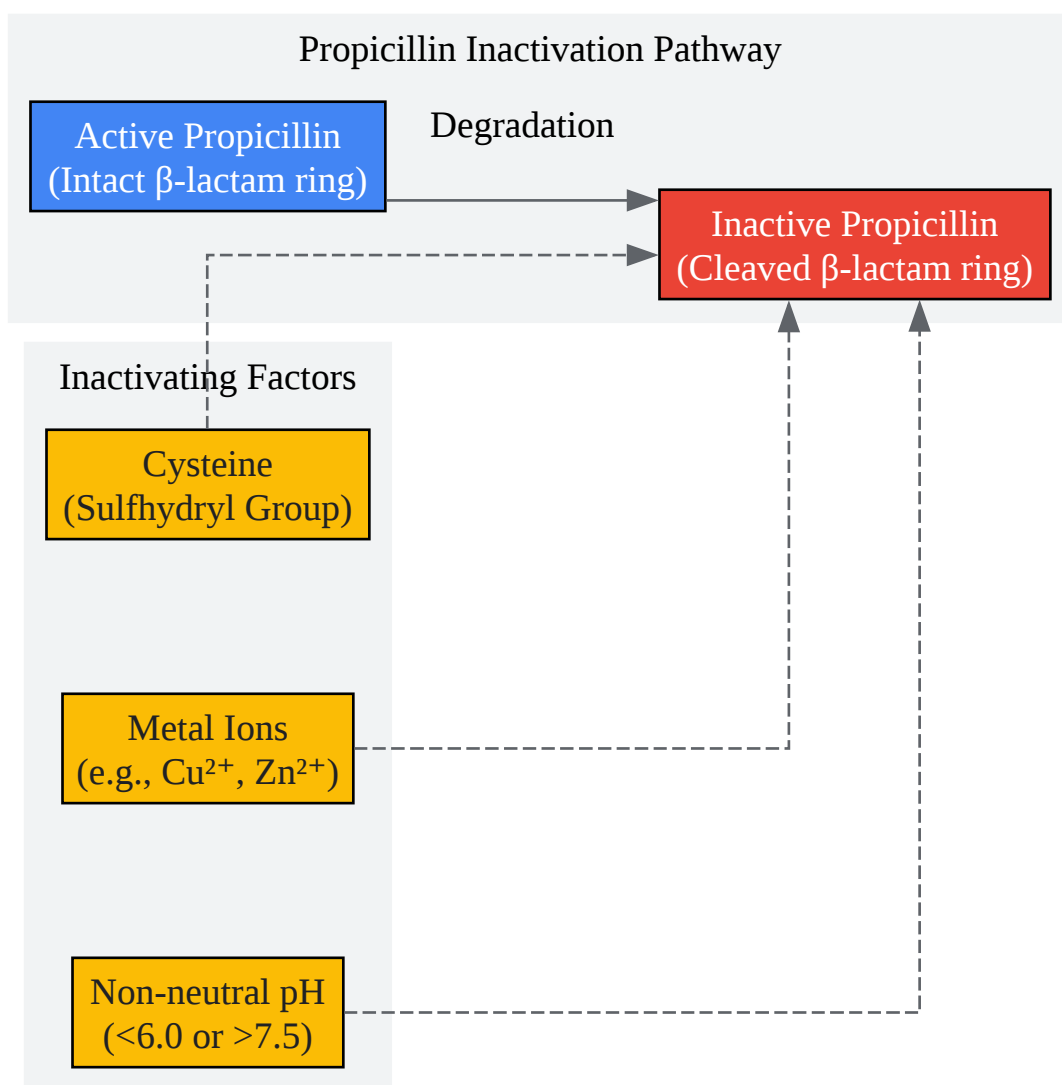 Propicillin Inactivation Pathway
Active Propicillin
(Intact β-lactam ring)
Degradation
Inactive Propicillin
(Cleaved β-lactam ring)
Inactivating Factors
Cysteine
(Sulfhydryl Group)
Metal Ions
(e.g., Cu²⁺, Zn²⁺)
Non-neutral pH
(<6.0 or >7.5)